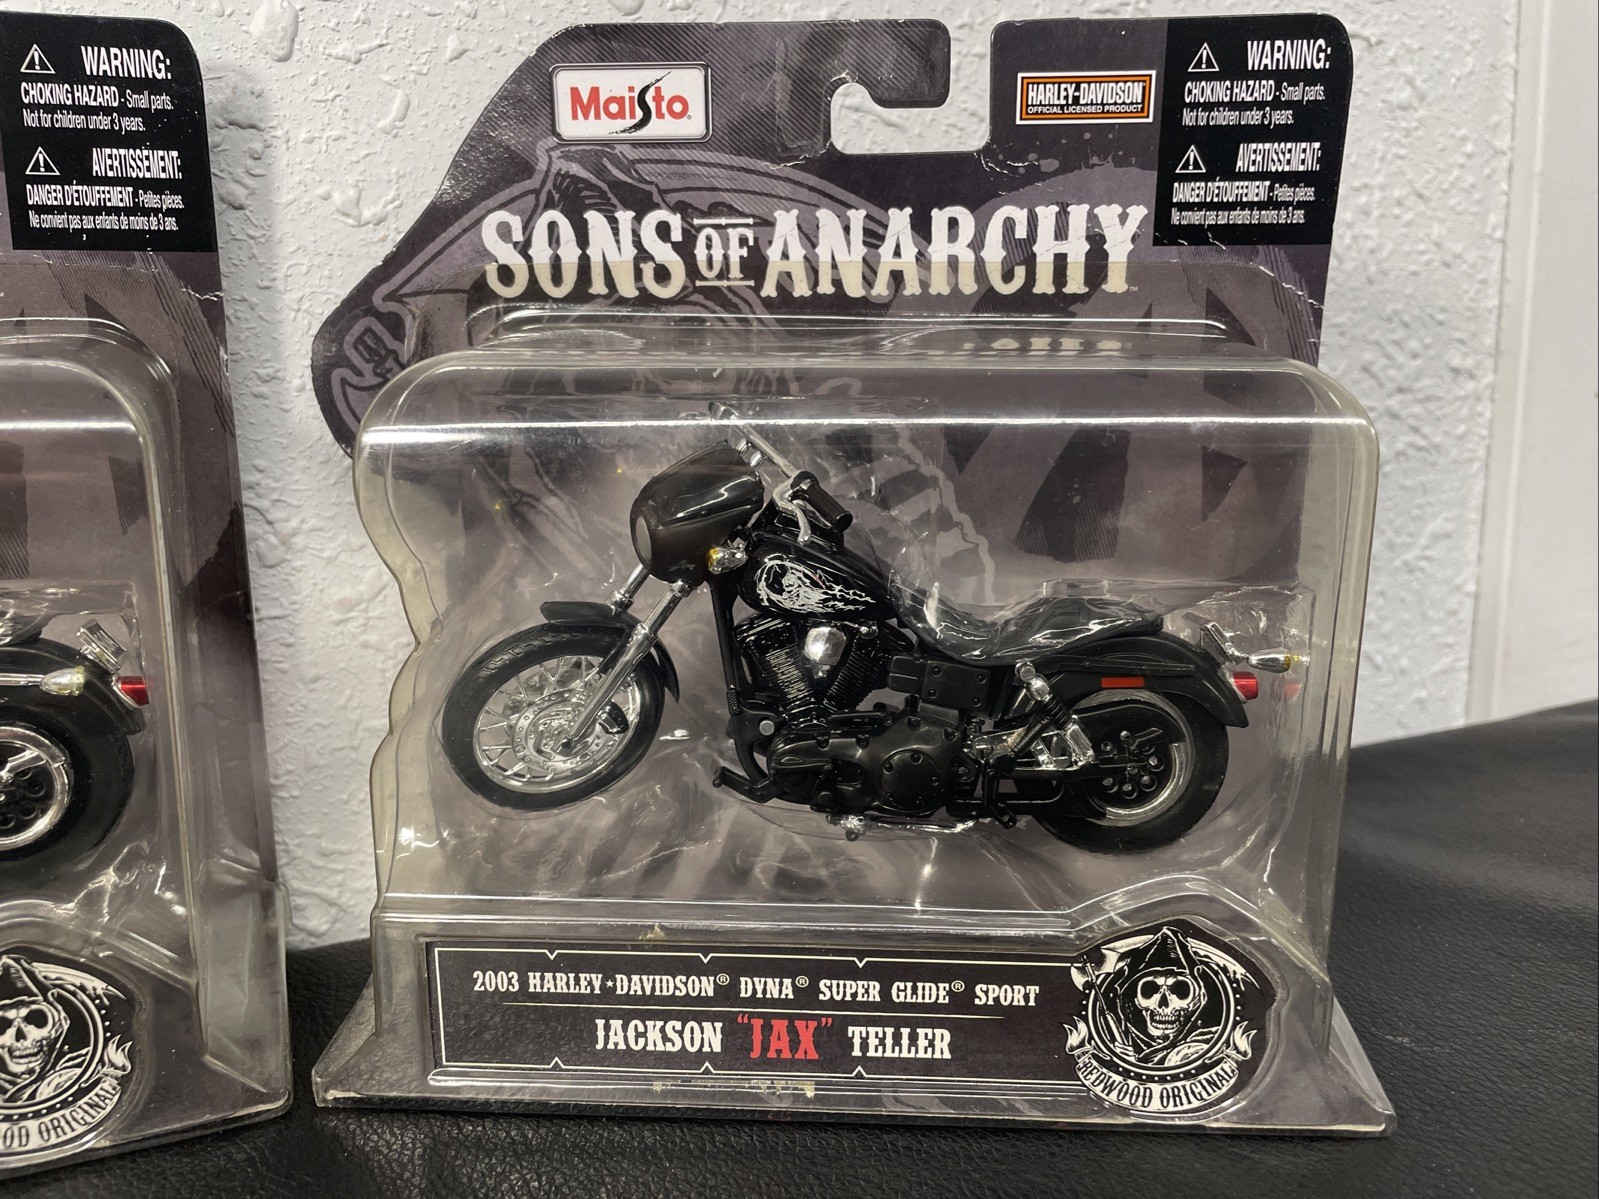 WARNING:
CHOKING HAZARD - Small parts.
Not for children under 3 years.
AVERTISSEMENT:
DANGER D'ÉTOUFFEMENT - Petites pièces.
Ne convient pas aux enfants de moins de 3 ans.
OD ORIGINAL
Maisto®
HARLEY-DAVIDSON®
OFFICIAL LICENSED PRODUCT
WARNING:
CHOKING HAZARD - Small parts.
Not for children under 3 years.
AVERTISSEMENT:
DANGER D'ÉTOUFFEMENT - Petites pièces.
Ne convient pas aux enfants de moins de 3 ans.
SONS OF ANARCHY™
2003 HARLEY★DAVIDSON® DYNA® SUPER GLIDE® SPORT
JACKSON "JAX" TELLER
REDWOOD ORIGINAL